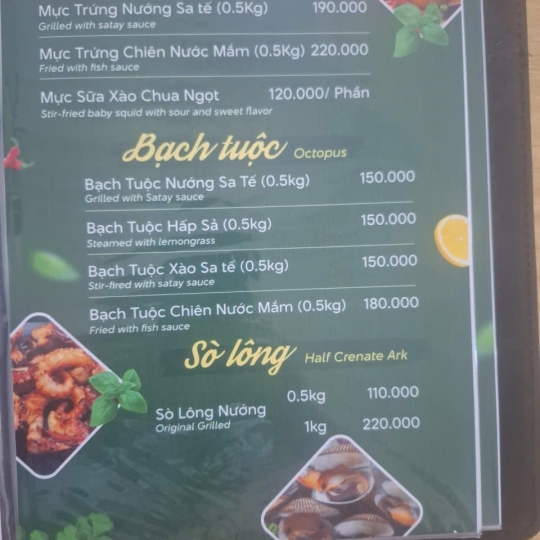 Mực Trứng Nướng Sa tế (0.5Kg) 190.000
Grilled with satay sauce
Mực Trứng Chiên Nước Mắm (0.5Kg) 220.000
Fried with fish sauce
Mực Sữa Xào Chua Ngọt 120.000/ Phần
Stir-fried baby squid with sour and sweet flavor
Bạch tuộc Octopus
Bạch Tuộc Nướng Sa Tế (0.5kg) 150.000
Grilled with Satay sauce
Bạch Tuộc Hấp Sả (0.5kg) 150.000
Steamed with lemongrass
Bạch Tuộc Xào Sa tế (0.5kg) 150.000
Stir-fired with satay sauce
Bạch Tuộc Chiên Nước Mắm (0.5kg) 180.000
Fried with fish sauce
Sò lông Half Crenate Ark
0.5kg 110.000
Sò Lông Nướng
Original Grilled
1kg 220.000